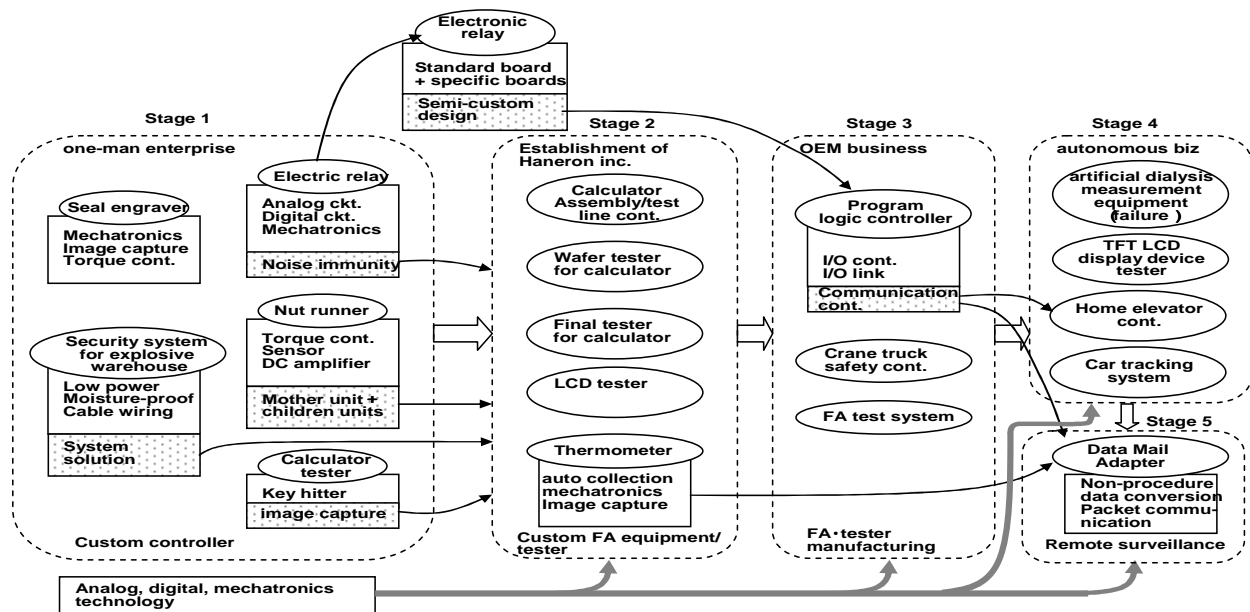 Electronic
relay
Standard board
+ specific boards
Semi-custom
design
Stage 1
one-man enterprise
Seal engraver
Mechatronics
Image capture
Torque cont.
Security system
for explosive
warehouse
Low power
Moisture-proof
Cable wiring
System
solution
Electric relay
Analog ckt.
Digital ckt.
Mechatronics
Noise immunity
Nut runner
Torque cont.
Sensor
DC amplifier
Mother unit +
children units
Calculator
tester
Key hitter
image capture
Custom controller
Stage 2
Establishment of
Haneron inc.
Calculator
Assembly/test
line cont.
Wafer tester
for calculator
Final tester
for calculator
LCD tester
Thermometer
auto collection
mechatronics
Image capture
Custom FA equipment/
tester
Stage 3
OEM business
Program
logic controller
I/O cont.
I/O link
Communication
cont.
Crane truck
safety cont.
FA test system
FA・tester
manufacturing
Stage 4
autonomous biz
artificial dialysis
measurement
equipment
(failure )
TFT LCD
display device
tester
Home elevator
cont.
Car tracking
system
Stage 5
Data Mail
Adapter
Non-procedure
data conversion
Packet commu-
nication
Remote surveillance
Analog, digital, mechatronics
technology